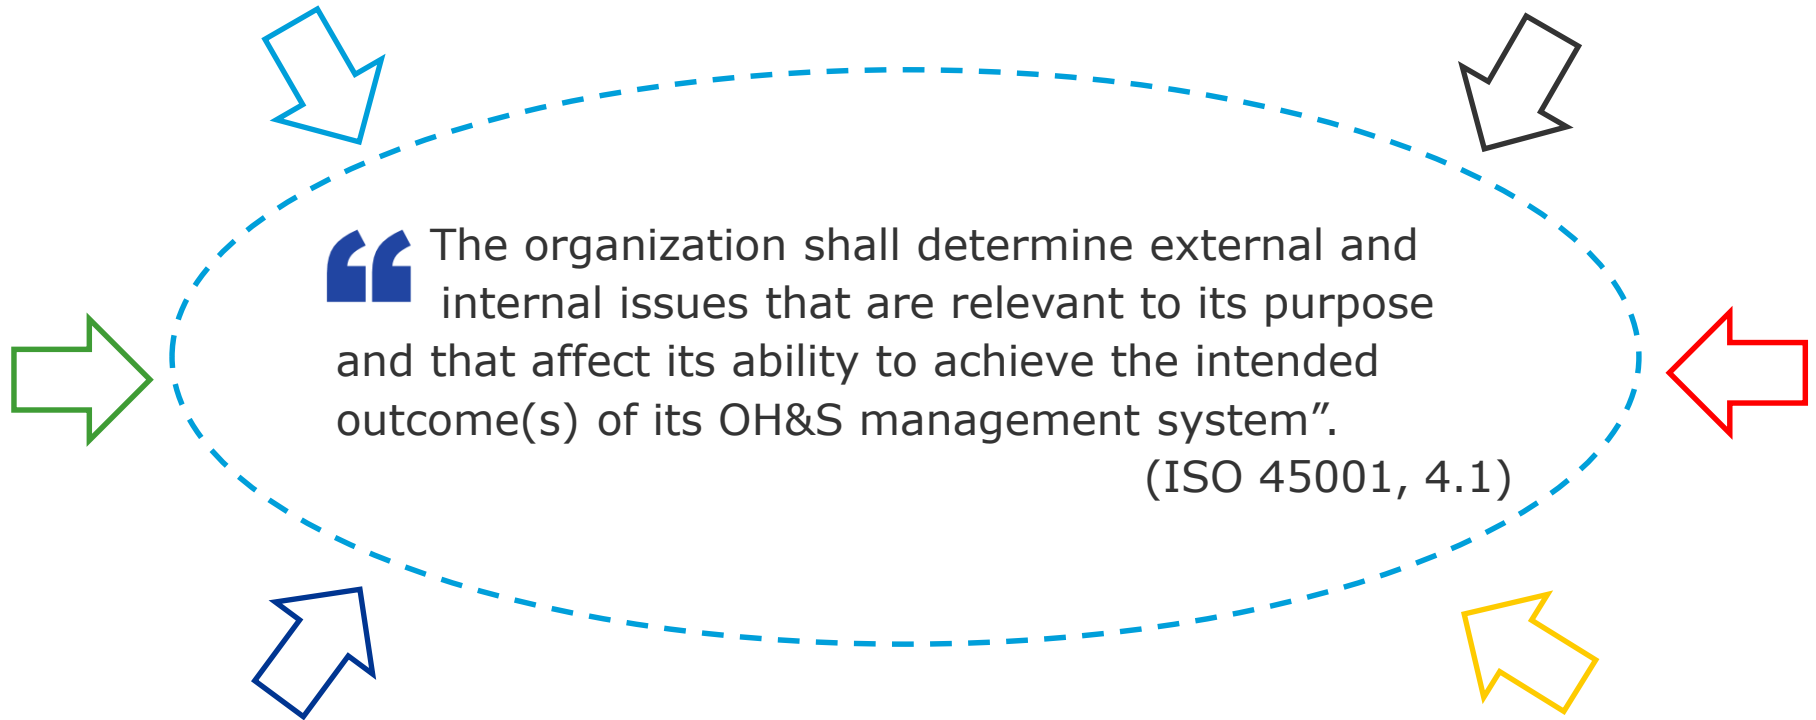 “ The organization shall determine external and
internal issues that are relevant to its purpose
and that affect its ability to achieve the intended
outcome(s) of its OH&S management system”.
(ISO 45001, 4.1)